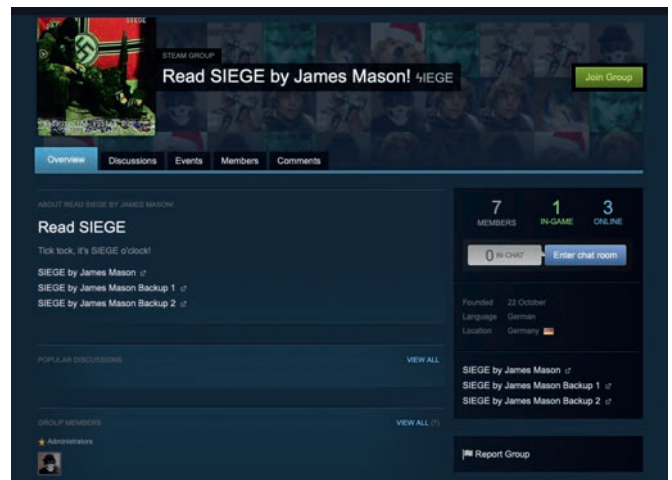 SIEGE
STEAM GROUP
Read SIEGE by James Mason! ϟIEGE
Join Group
Overview Discussions Events Members Comments
ABOUT READ SIEGE BY JAMES MASON!
Read SIEGE
Tick tock, it's SIEGE o'clock!
SIEGE by James Mason
SIEGE by James Mason Backup 1
SIEGE by James Mason Backup 2
POPULAR DISCUSSIONS VIEW ALL
GROUP MEMBERS VIEW ALL (7)
Administrators
7 1 3
MEMBERS IN-GAME ONLINE
0 IN CHAT Enter chat room
Founded 22 October
Language German
Location Germany
SIEGE by James Mason
SIEGE by James Mason Backup 1
SIEGE by James Mason Backup 2
Report Group